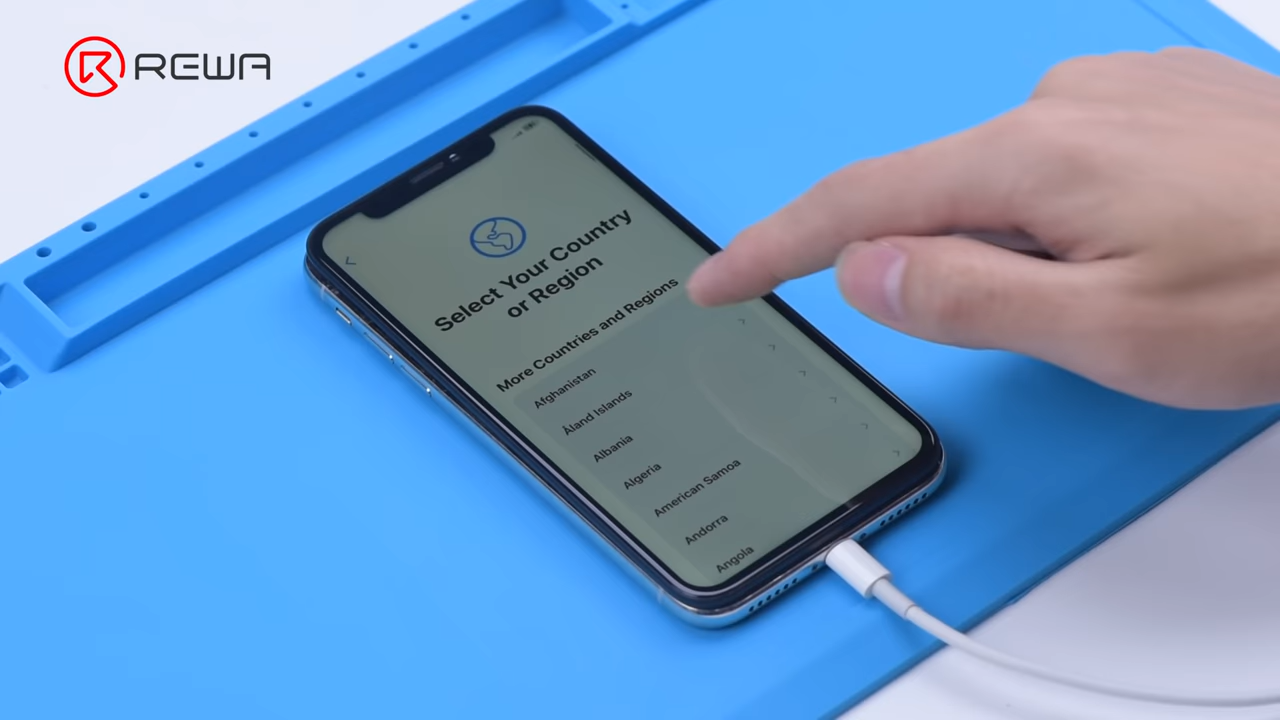 REWA
Select Your Country
or Region
More Countries and Regions
Afghanistan
Åland Islands
Albania
Algeria
American Samoa
Andorra
Angola